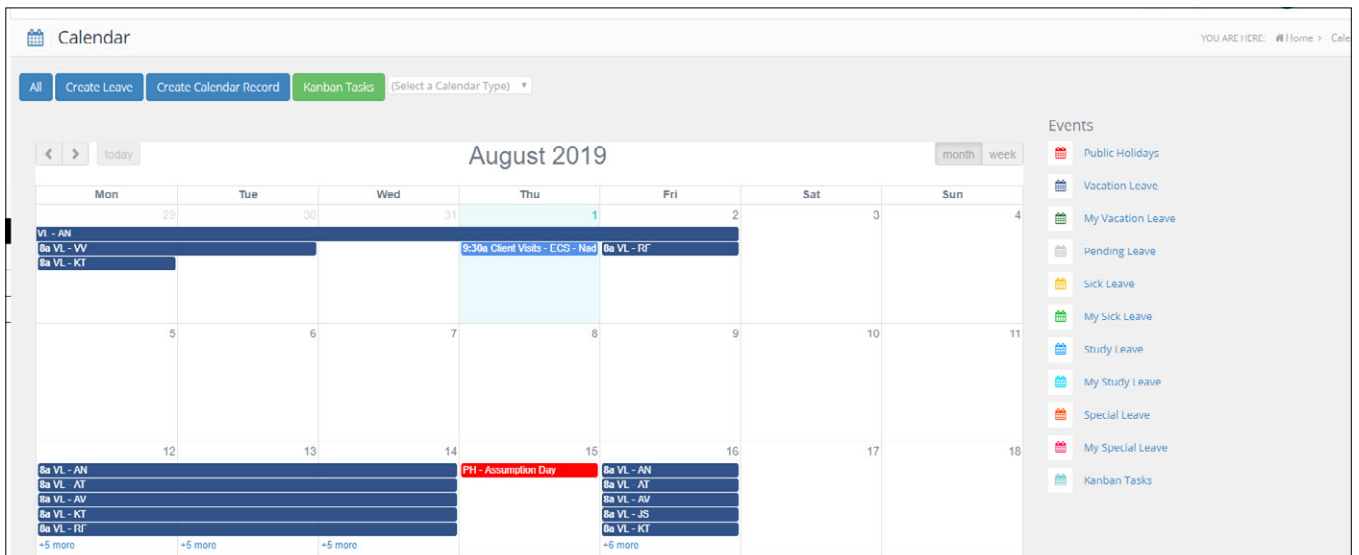 Calendar
YOU ARE HERE: Home > Cale
All Create Leave Create Calendar Record Kanban Tasks (Select a Calendar Type)
Events
today August 2019 month week
Public Holidays
Vacation Leave
My Vacation Leave
Pending Leave
Sick Leave
My Sick Leave
Study Leave
My Study Leave
Special Leave
My Special Leave
Kanban Tasks
Mon Tue Wed Thu Fri Sat Sun
29 30 31 1 2 3 4
VL - AN
8a VL - VV 9:30a Client Visits - ECS - Nad 8a VL - RF
8a VL - KT
5 6 7 8 9 10 11
12 13 14 15 16 17 18
8a VL - AN PH - Assumption Day 8a VL - AN
8a VL - AT 8a VL - AT
8a VL - AV 8a VL - AV
8a VL - KT 8a VL - JS
8a VL - RF 8a VL - KT
+5 more +5 more +5 more +6 more